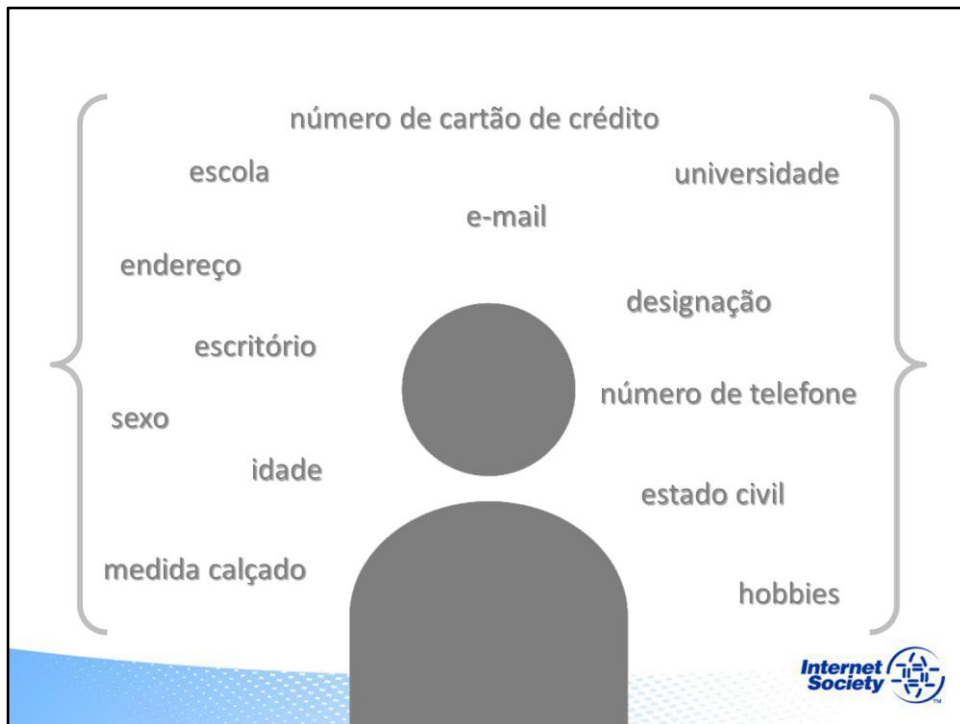 número de cartão de crédito
escola
universidade
e-mail
endereço
designação
escritório
número de telefone
sexo
idade
estado civil
medida calçado
hobbies
Internet
Society
TM